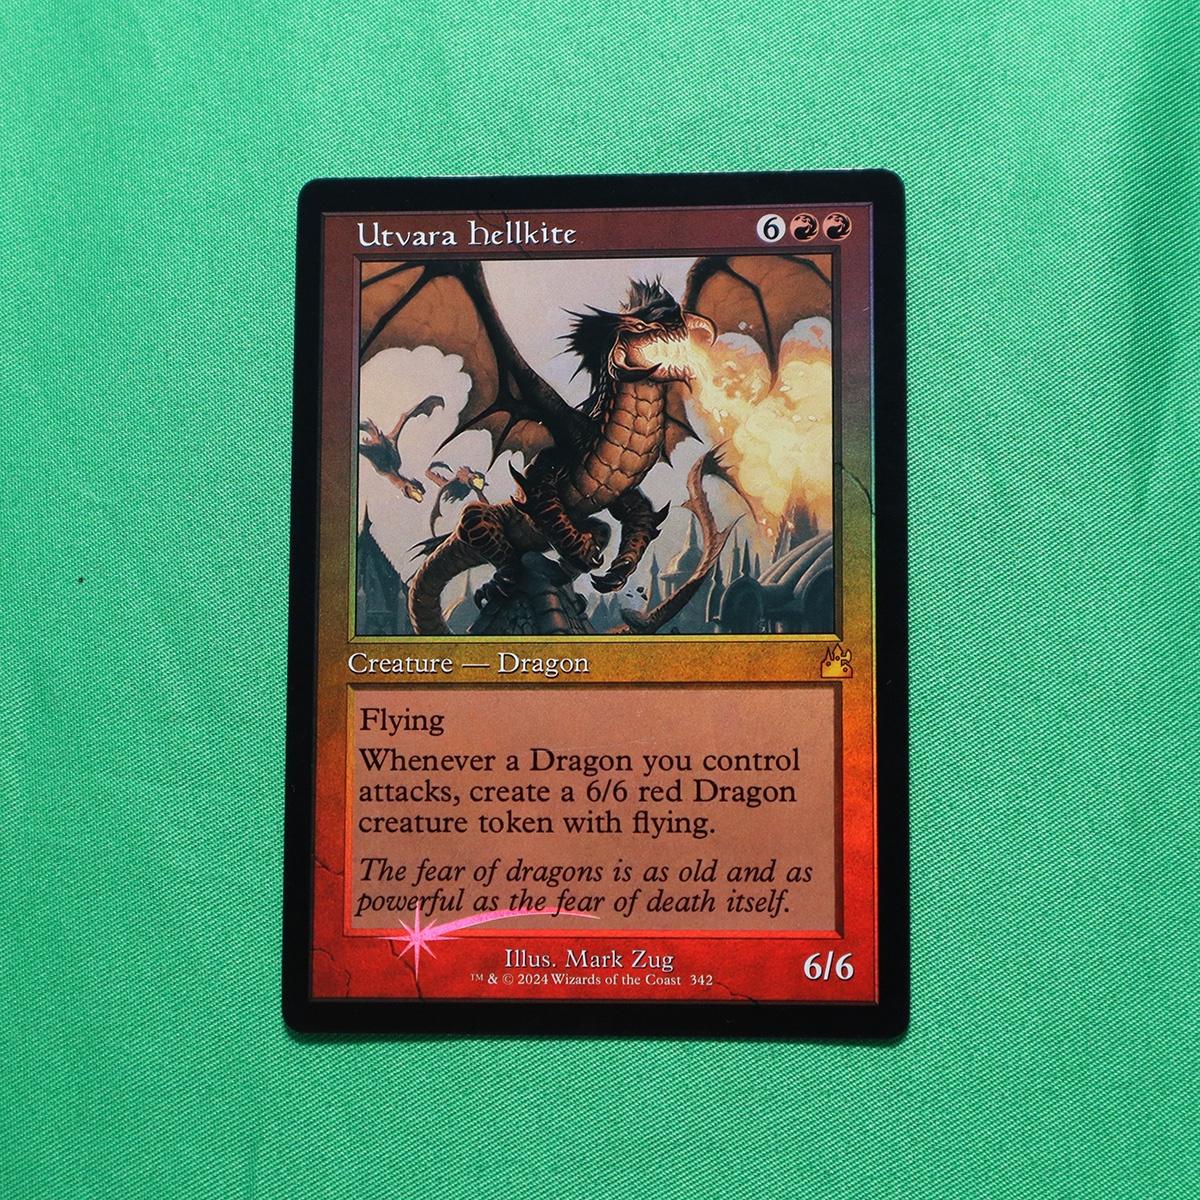 Utvara hellkite 6
Creature — Dragon
Flying
Whenever a Dragon you control
attacks, create a 6/6 red Dragon
creature token with flying.
The fear of dragons is as old and as
powerful as the fear of death itself.
Illus. Mark Zug
™ & © 2024 Wizards of the Coast 342
6/6